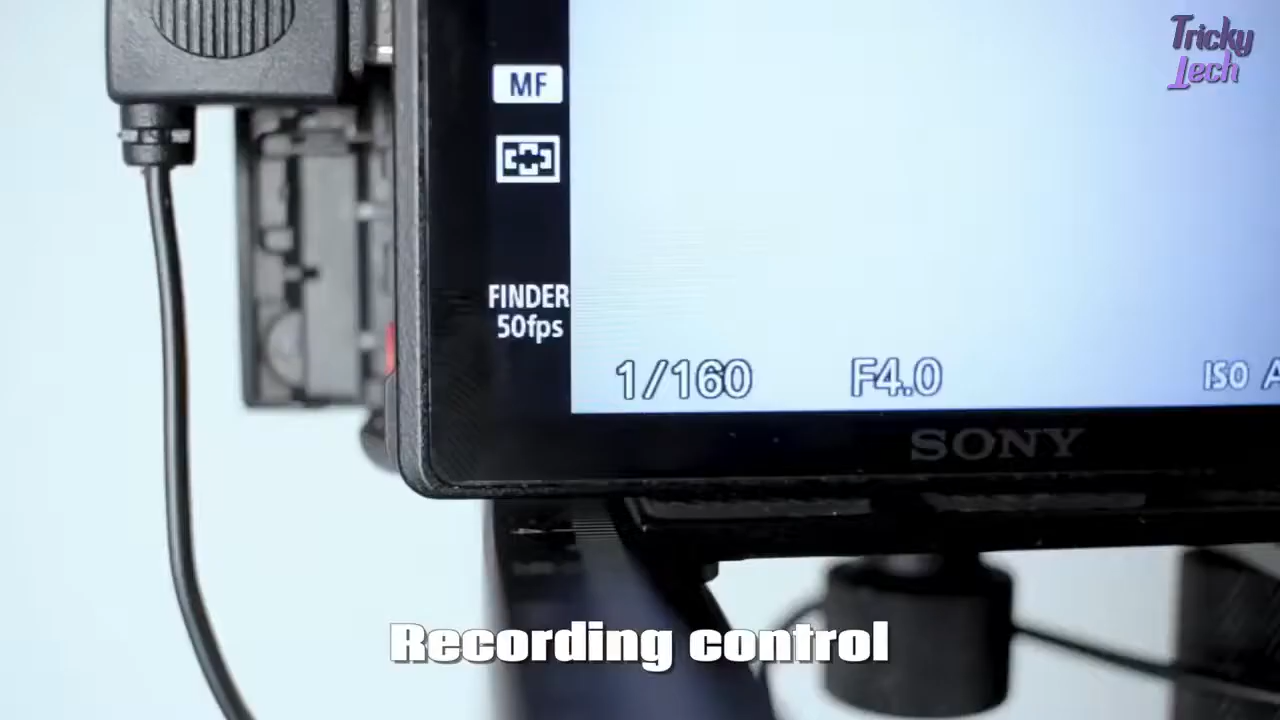 Tricky
Tech
MF
FINDER
50fps
1/160 F4.0 ISO A
SONY
Recording control